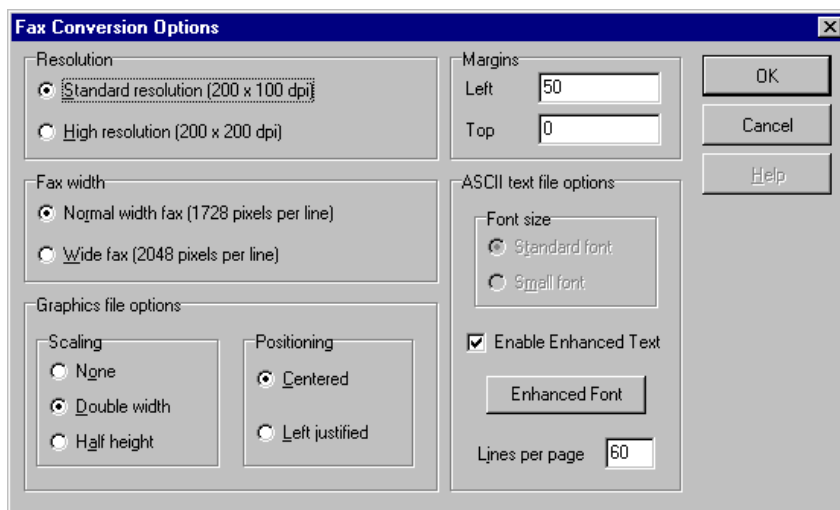 Fax Conversion Options
Resolution
Standard resolution (200 x 100 dpi)
High resolution (200 x 200 dpi)
Fax width
Normal width fax (1728 pixels per line)
Wide fax (2048 pixels per line)
Graphics file options
Scaling
None
Double width
Half height
Positioning
Centered
Left justified
Margins
Left 50
Top 0
ASCII text file options
Font size
Standard font
Small font
Enable Enhanced Text
Enhanced Font
Lines per page 60
OK
Cancel
Help